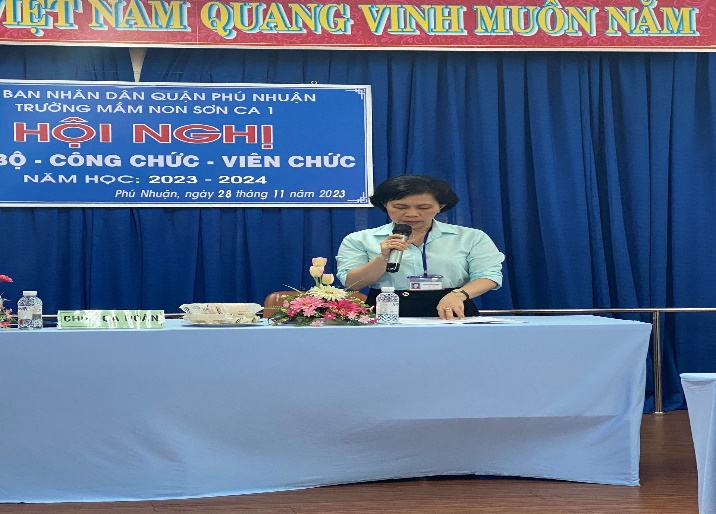 VIỆT NAM QUANG VINH MUÔN NĂM
BAN NHÂN DÂN QUẬN PHÚ NHUẬN
TRƯỜNG MẦM NON SƠN CA 1
HỘI NGHỊ
BỘ - CÔNG CHỨC - VIÊN CHỨC
NĂM HỌC: 2023 - 2024
Phú Nhuận, ngày 28 tháng 11 năm 2023
ĐOÀN